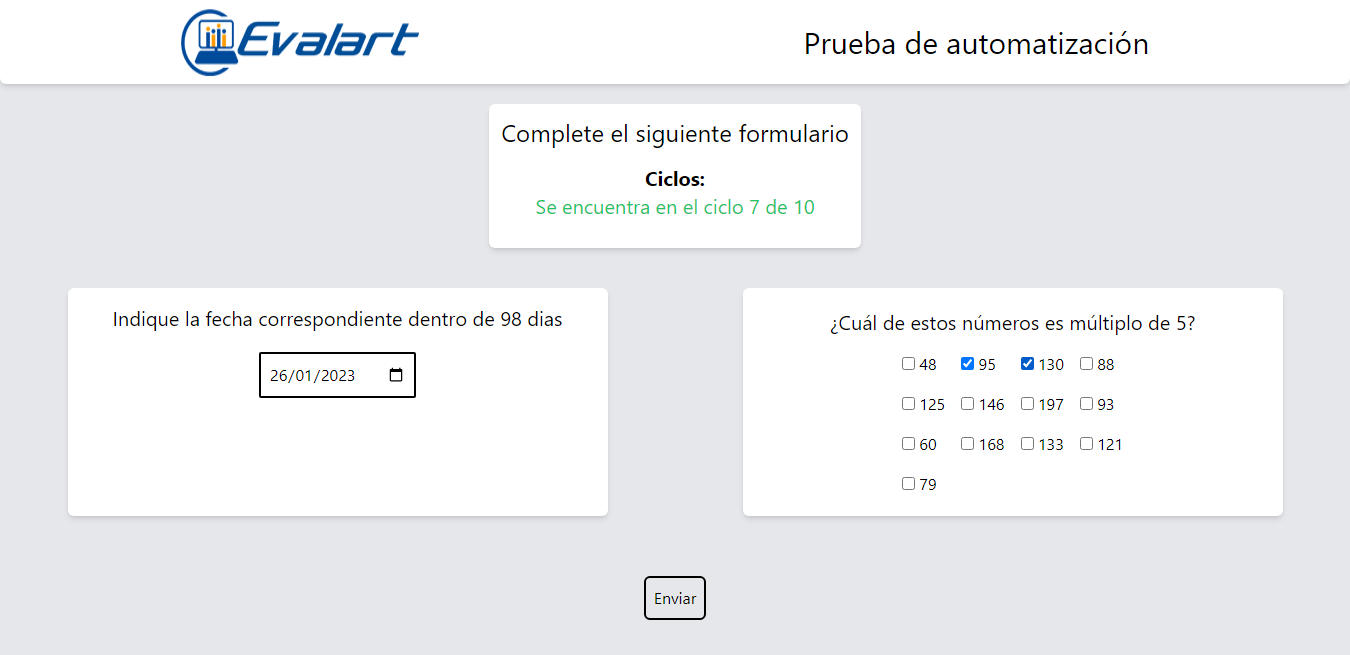 Evalart
Prueba de automatización
Complete el siguiente formulario
Ciclos:
Se encuentra en el ciclo 7 de 10
Indique la fecha correspondiente dentro de 98 dias
26/01/2023
¿Cuál de estos números es múltiplo de 5?
48 95 130 88
125 146 197 93
60 168 133 121
79
Enviar